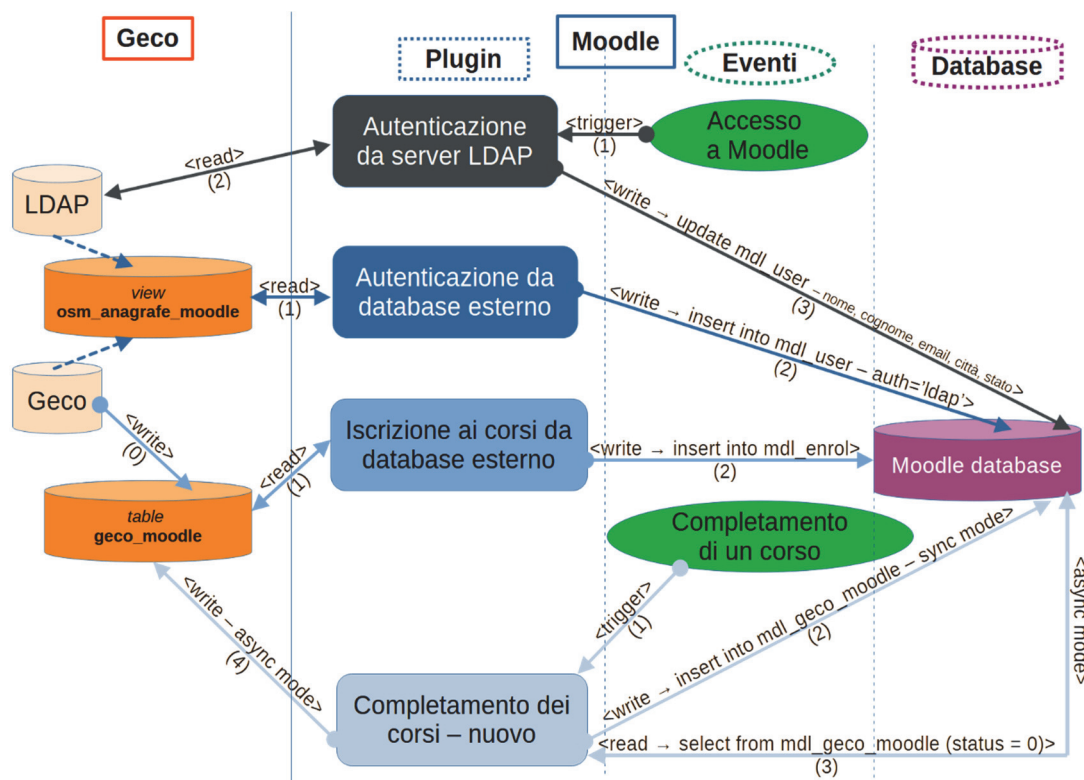 Geco
Moodle
Plugin
Eventi
Database
Autenticazione
da server LDAP
<trigger>
(1)
Accesso
a Moodle
<read>
(2)
LDAP
<write → update mdl_user – nome, cognome, email, città, stato>
(3)
view
osm_anagrafe_moodle
<read>
(1)
Autenticazione da
database esterno
<write → insert into mdl_user – auth='ldap'>
(2)
Geco
<write>
(0)
<read>
(1)
Iscrizione ai corsi da
database esterno
<write → insert into mdl_enrol>
(2)
Moodle database
table
geco_moodle
Completamento
di un corso
<trigger>
(1)
<write – async mode>
(4)
Completamento dei
corsi – nuovo
<write → insert into mdl_geco_moodle – sync mode>
(2)
<async mode>
<read → select from mdl_geco_moodle (status = 0)>
(3)